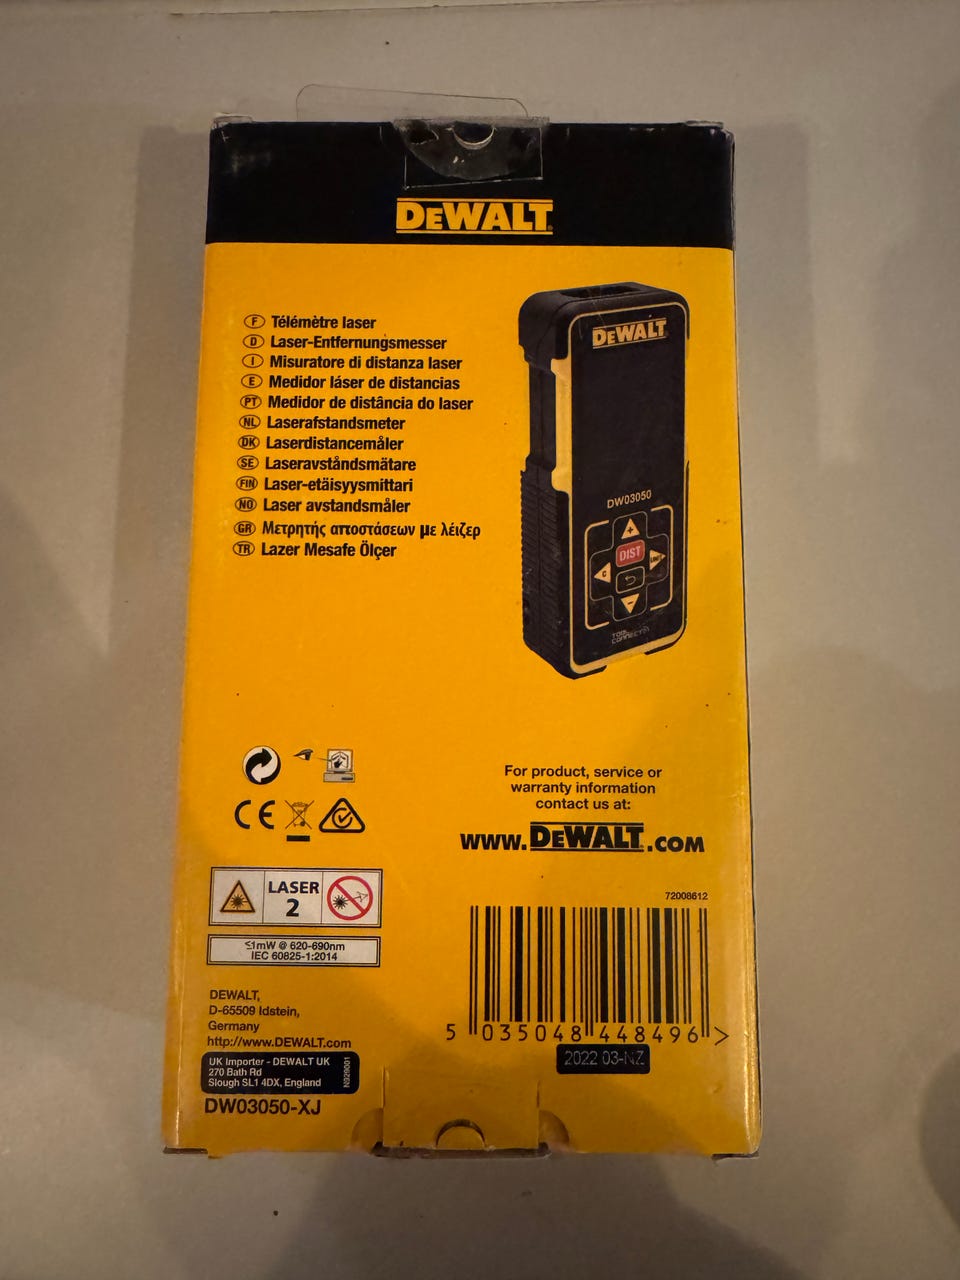 DEWALT
F Télémètre laser
D Laser-Entfernungsmesser
I Misuratore di distanza laser
E Medidor láser de distancias
PT Medidor de distância do laser
NL Laserafstandsmeter
DK Laserdistancemåler
SE Laseravståndsmätare
FIN Laser-etäisyysmittari
NO Laser avstandsmåler
GR Μετρητής αποστάσεων με λέιζερ
TR Lazer Mesafe Ölçer
DEWALT
DW03050
+
DIST
C
−
TOOL
CONNECT
CE
For product, service or
warranty information
contact us at:
www.DEWALT.com
LASER
2
≤1mW @ 620-690nm
IEC 60825-1:2014
72008612
5 035048 448496 >
2022 03-NZ
DEWALT,
D-65509 Idstein,
Germany
http://www.DEWALT.com
UK Importer - DEWALT UK
270 Bath Rd
Slough SL1 4DX, England
N929001
DW03050-XJ